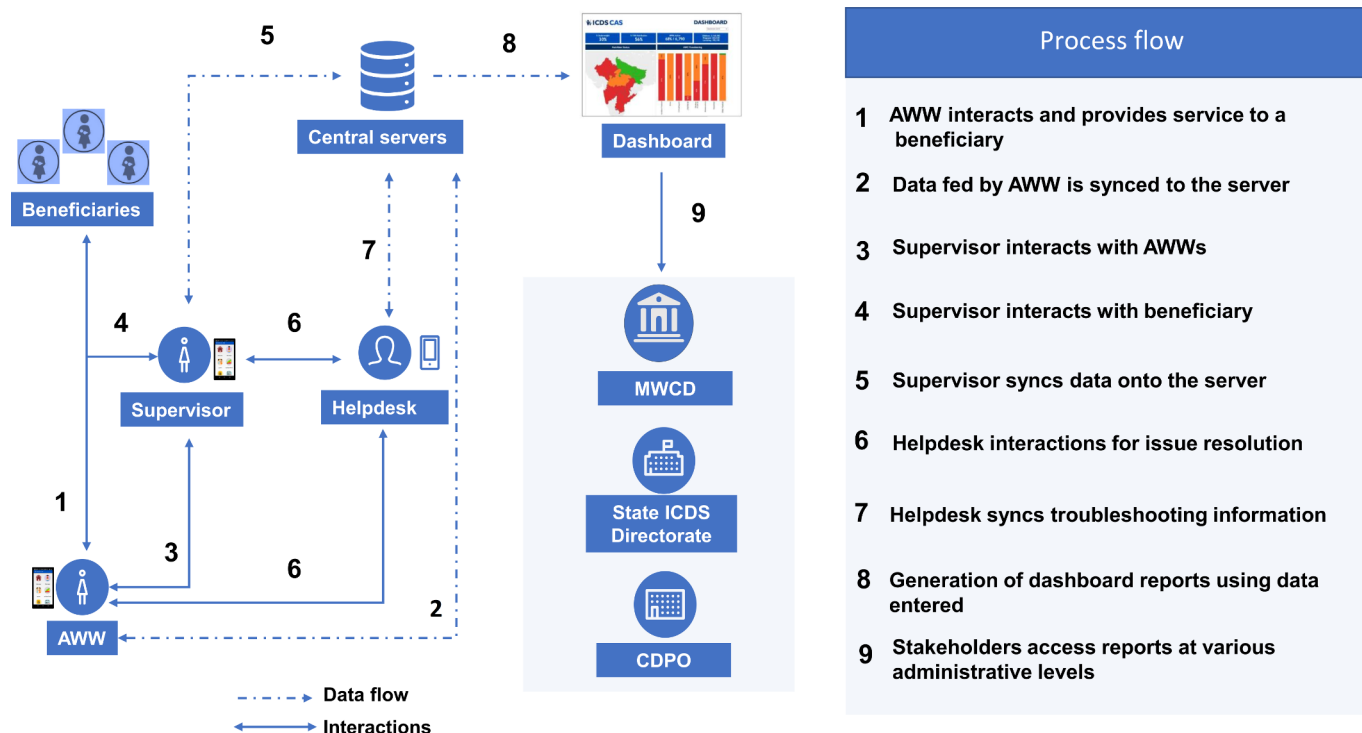 5
8
ICDS CAS
DASHBOARD
Central servers
Dashboard
Beneficiaries
7
9
4
6
Supervisor
Helpdesk
MWCD
1
3
6
2
State ICDS
Directorate
AWW
CDPO
Data flow
Interactions
Process flow
1 AWW interacts and provides service to a
beneficiary
2 Data fed by AWW is synced to the server
3 Supervisor interacts with AWWs
4 Supervisor interacts with beneficiary
5 Supervisor syncs data onto the server
6 Helpdesk interactions for issue resolution
7 Helpdesk syncs troubleshooting information
8 Generation of dashboard reports using data
entered
9 Stakeholders access reports at various
administrative levels